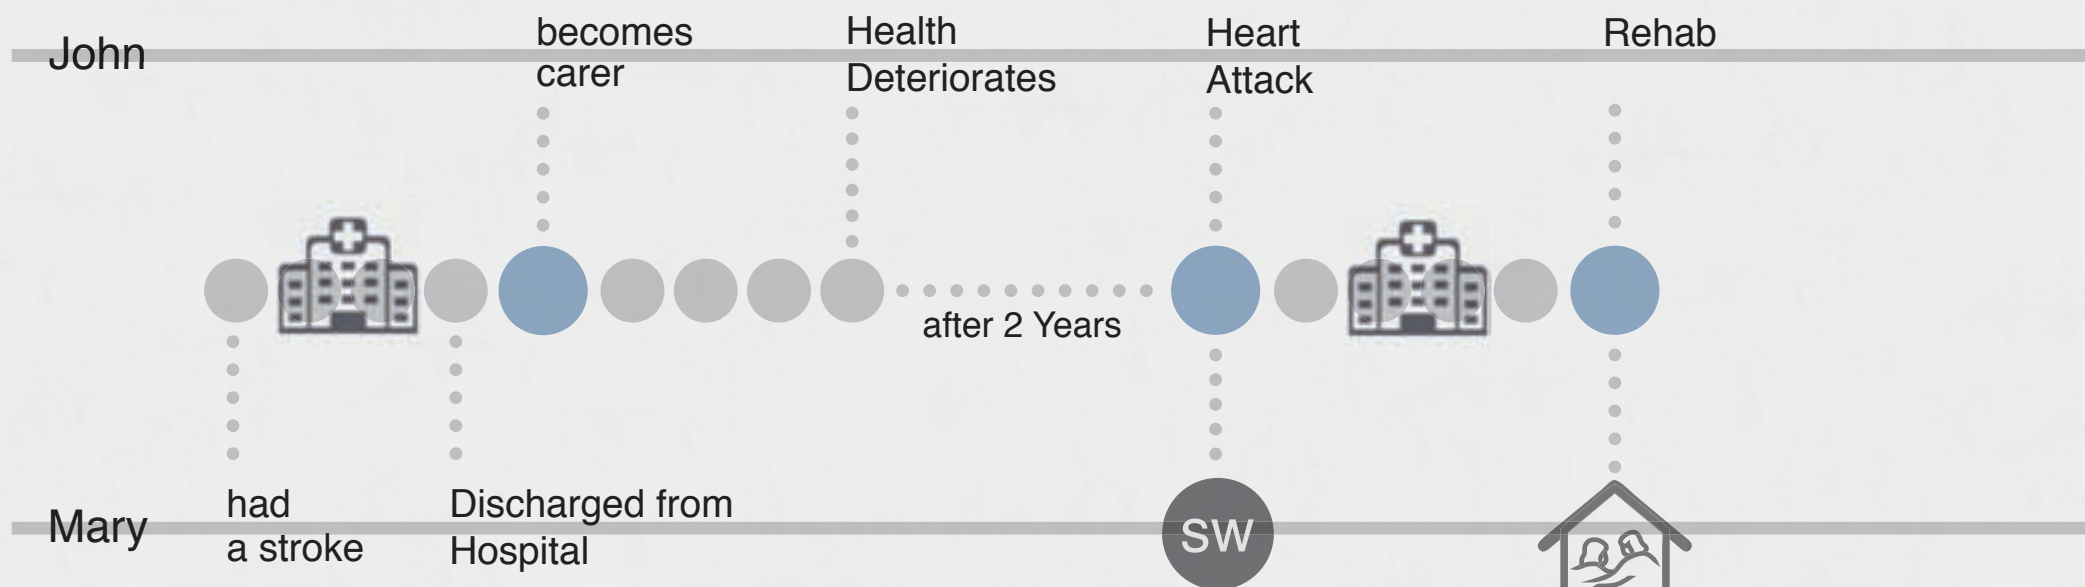 John
becomes
carer
Health
Deteriorates
Heart
Attack
Rehab
after 2 Years
Mary
had
a stroke
Discharged from
Hospital
SW